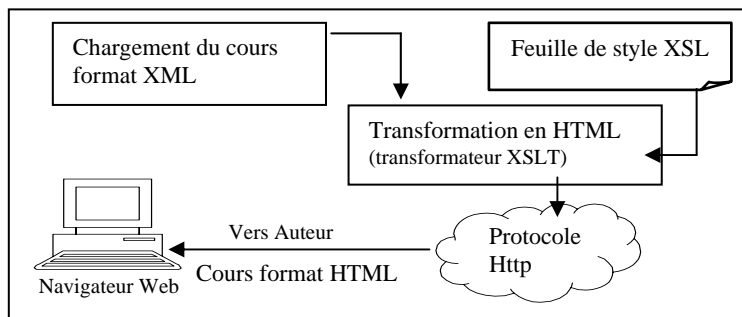 Chargement du cours
format XML
Feuille de style XSL
Transformation en HTML
(transformateur XSLT)
Protocole
Http
Vers Auteur
Cours format HTML
Navigateur Web